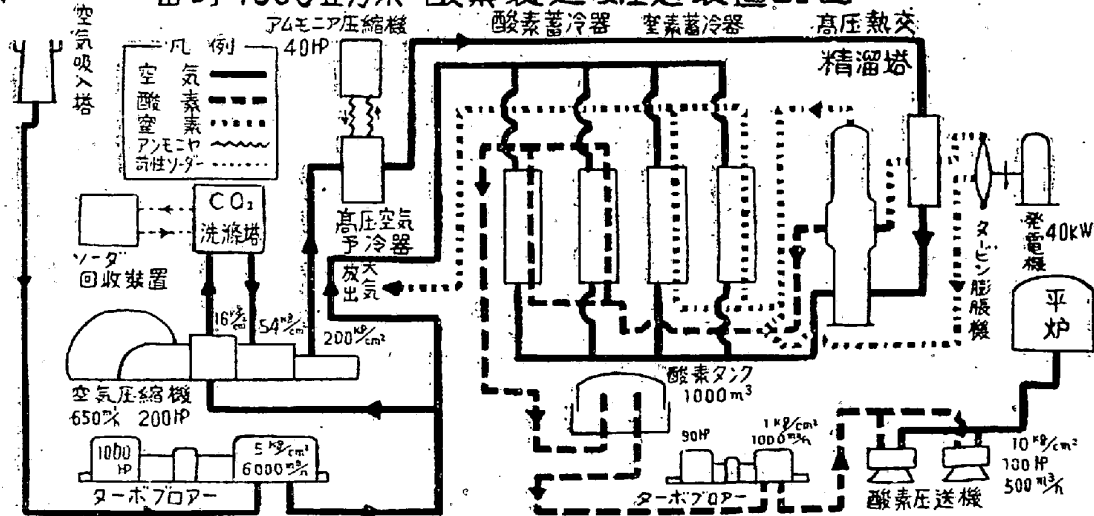 空気吸入塔
凡例
空気
酸素
窒素
アンモニヤ
苛性ソーダー
アムモニア圧縮機
40HP
酸素蓄冷器
窒素蓄冷器
高圧熱交
精溜塔
CO₂
洗滌塔
ソーダ
回収装置
高圧空気
予冷器
大気
放出
16kg/cm²
54kg/cm²
200kg/cm²
タービン膨脹機
発電機
40kW
平炉
空気圧縮機
650㎥/h 200HP
酸素タンク
1000m³
1000
HP
5kg/cm²
6000m³/h
ターボブロアー
90HP
1kg/cm²
1000m³/h
ターボブロアー
10kg/cm²
100HP
500m³/h
酸素圧送機